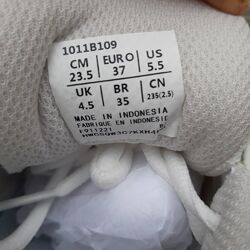 1011B109
CM EURO US
23.5 37 5.5
UK BR CN
4.5 35 235(2.5)
MADE IN INDONESIA
FABRIQUE EN INDONESIE
F911221